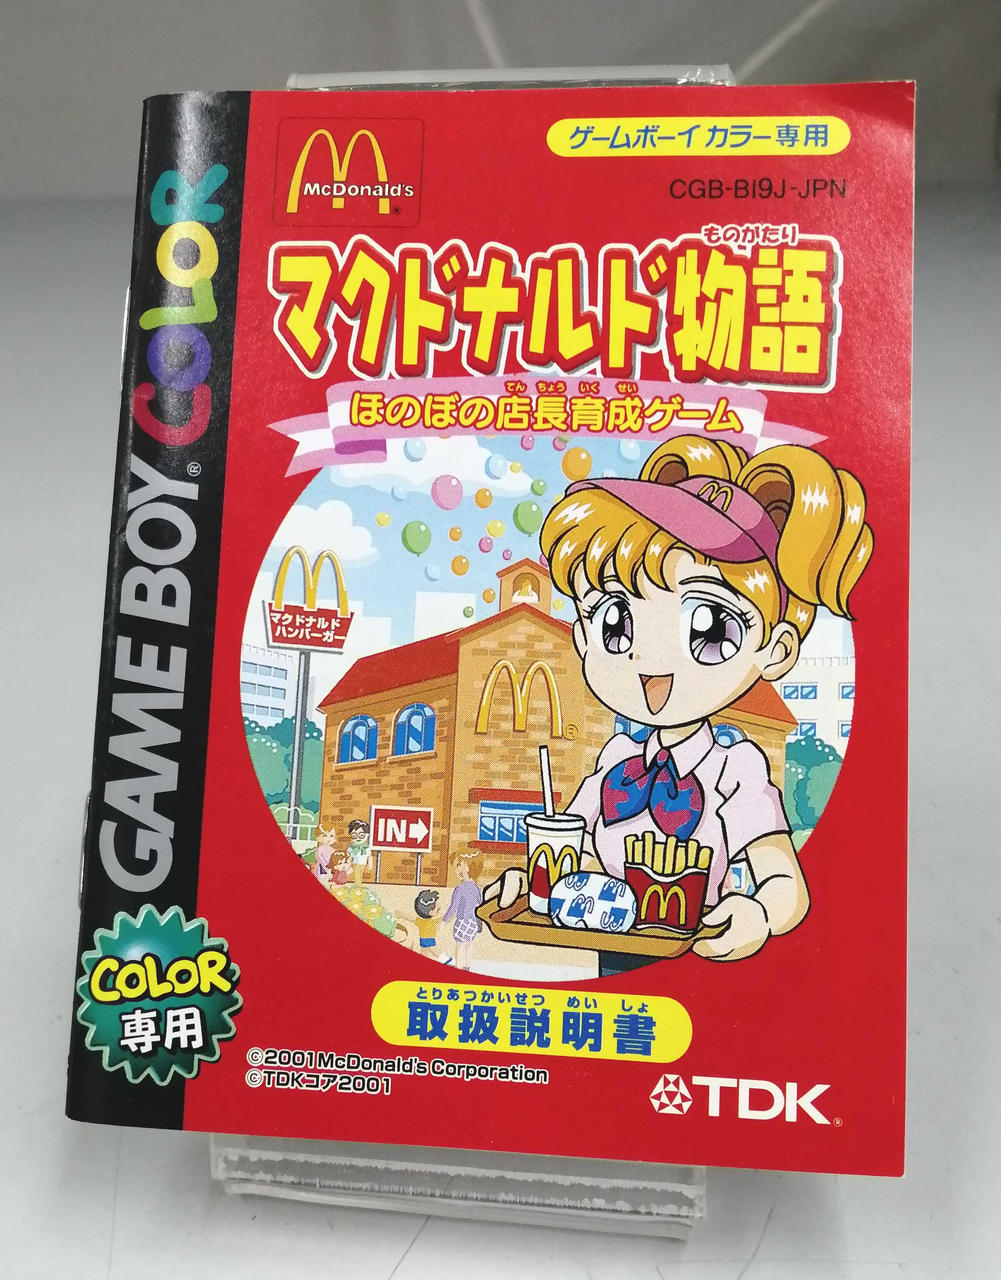 McDonald's®
ゲームボーイ カラー専用
CGB-BI9J-JPN
ものがたり
マクドナルド物語
てんちょういくせい
ほのぼの店長育成ゲーム
マクドナルド
ハンバーガー
IN
とりあつかいせつ めい しょ
取扱説明書
©2001 McDonald's Corporation
©TDKコア2001
TDK®
GAME BOY® COLOR
COLOR
専用